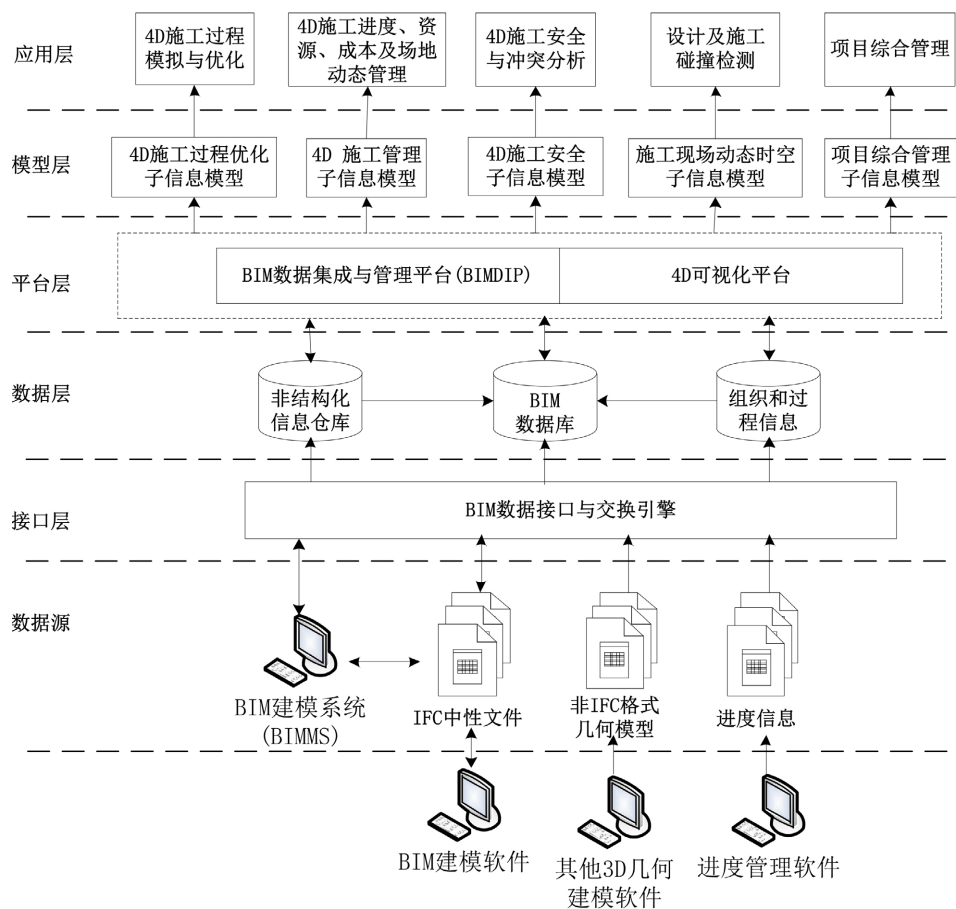 应用层
4D施工过程
模拟与优化
4D施工进度、资
源、成本及场地
动态管理
4D施工安全
与冲突分析
设计及施工
碰撞检测
项目综合管理
模型层
4D施工过程优化
子信息模型
4D 施工管理
子信息模型
4D施工安全
子信息模型
施工现场动态时空
子信息模型
项目综合管理
子信息模型
平台层
BIM数据集成与管理平台(BIMDIP)
4D可视化平台
数据层
非结构化
信息仓库
BIM
数据库
组织和过
程信息
接口层
BIM数据接口与交换引擎
数据源
BIM建模系统
(BIMMS)
IFC中性文件
非IFC格式
几何模型
进度信息
BIM建模软件
其他3D几何
建模软件
进度管理软件